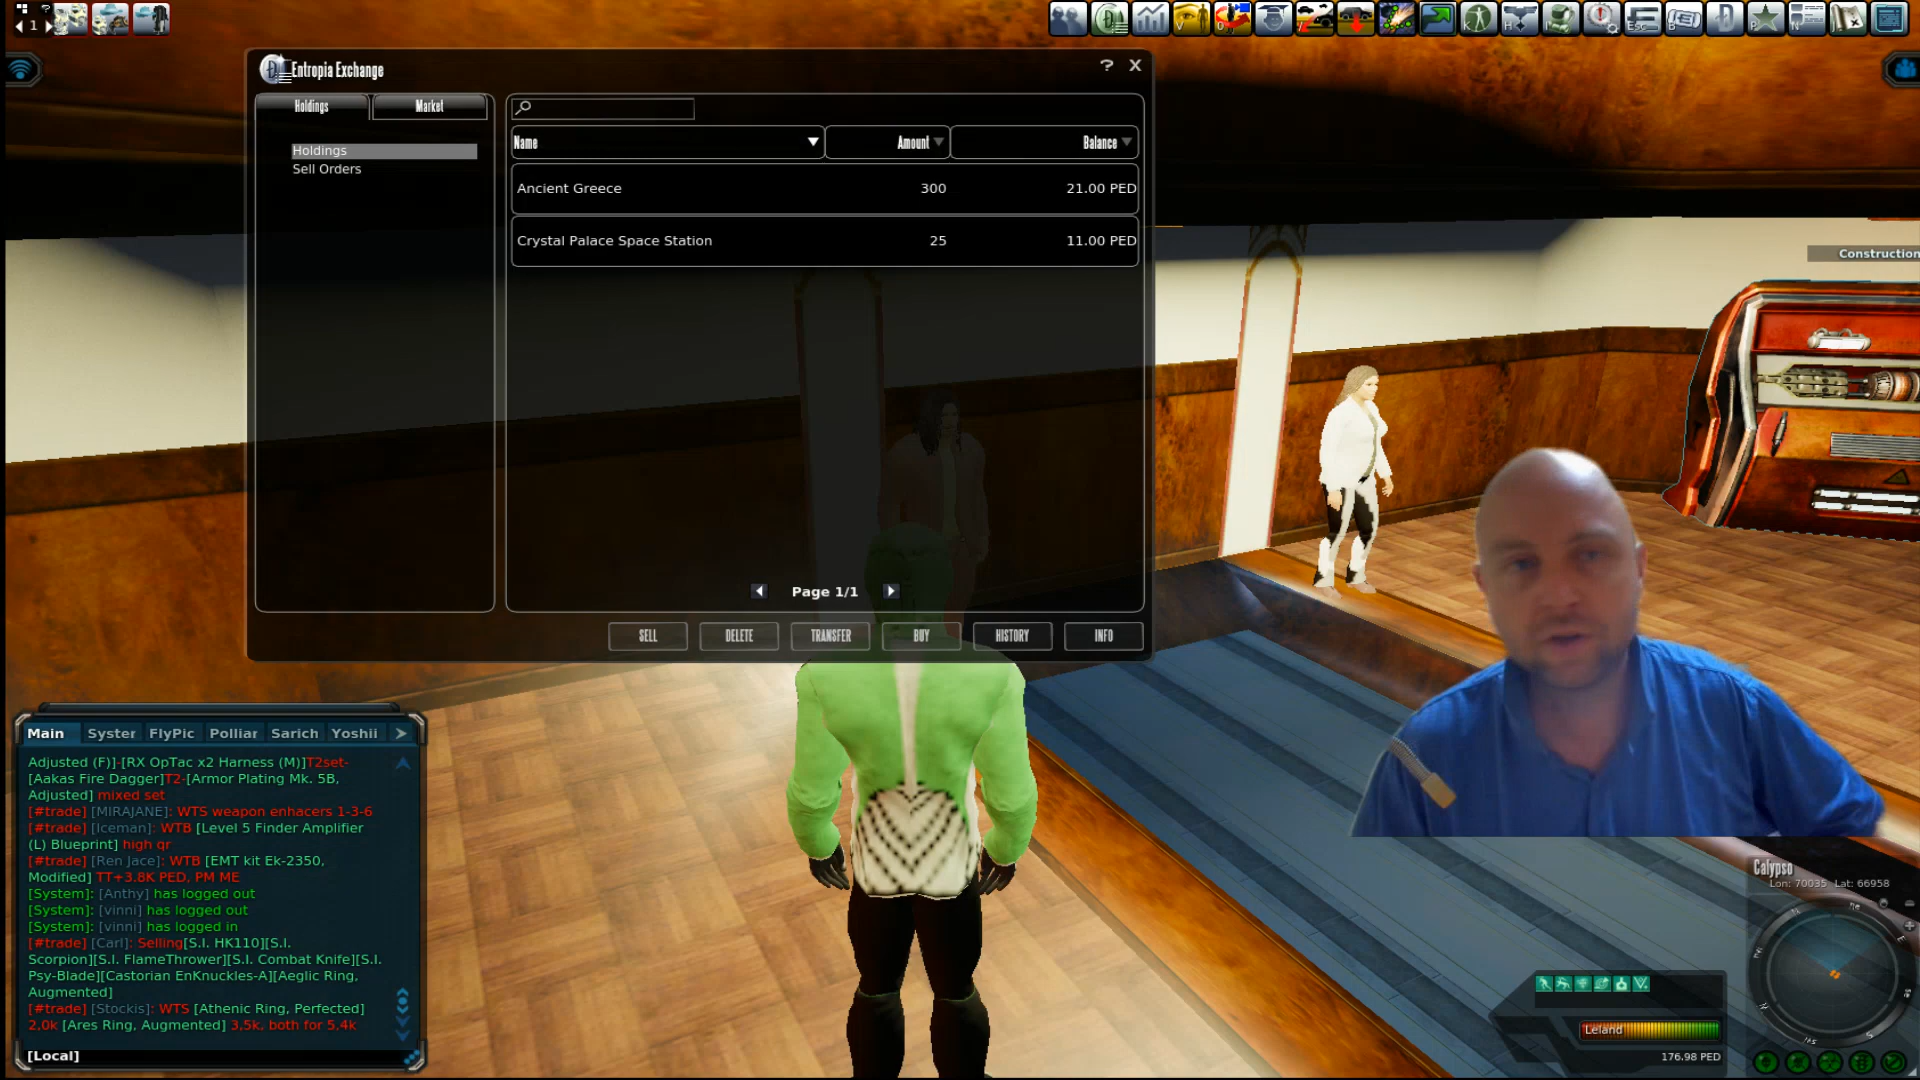 1
Entropia Exchange
? X
Holdings
Market
Holdings
Sell Orders
Name
Amount
Balance
Ancient Greece 300 21.00 PED
Crystal Palace Space Station 25 11.00 PED
Page 1/1
SELL
DELETE
TRANSFER
BUY
HISTORY
INFO
Construction
Main
Syster
FlyPic
Polliar
Sarich
Yoshii
Adjusted (F)]-[RX OpTac x2 Harness (M)]T2set-
[Aakas Fire Dagger]T2-[Armor Plating Mk. 5B,
Adjusted] mixed set
[#trade] [MIRAJANE]: WTS weapon enhacers 1-3-6
[#trade] [Iceman]: WTB [Level 5 Finder Amplifier
(L) Blueprint] high qr
[#trade] [Ren Jace]: WTB [EMT kit Ek-2350,
Modified] TT+3.8K PED, PM ME
[System]: [Anthy] has logged out
[System]: [vinni] has logged out
[System]: [vinni] has logged in
[#trade] [Carl]: Selling[S.I. HK110][S.I.
Scorpion][S.I. FlameThrower][S.I. Combat Knife][S.I.
Psy-Blade][Castorian EnKnuckles-A][Aeglic Ring,
Augmented]
[#trade] [Stockis]: WTS [Athenic Ring, Perfected]
2,0k [Ares Ring, Augmented] 3,5k, both for 5,4k
[Local]
Calypso
Lon: 70035 Lat: 66958
Leland
176.98 PED